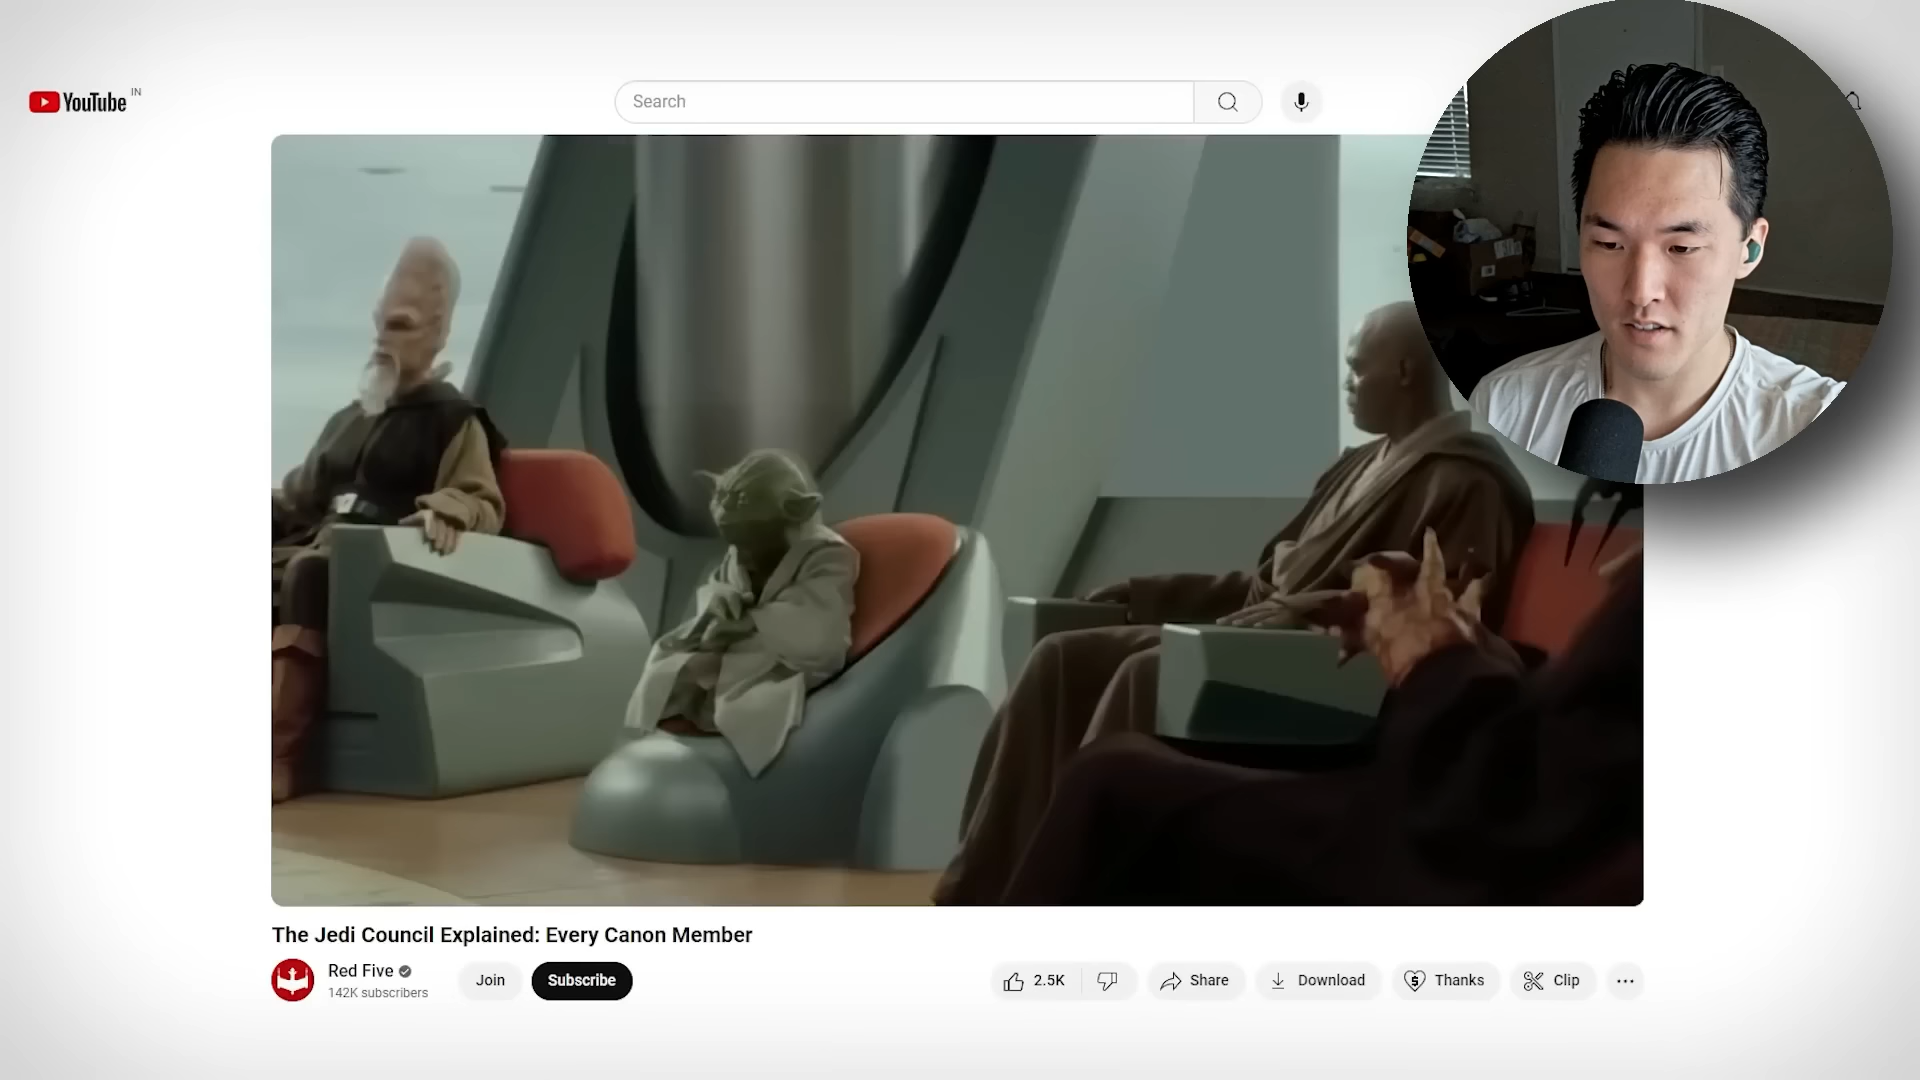 YouTube IN
Search
The Jedi Council Explained: Every Canon Member
Red Five
142K subscribers
Join
Subscribe
2.5K
Share
Download
$
Thanks
Clip